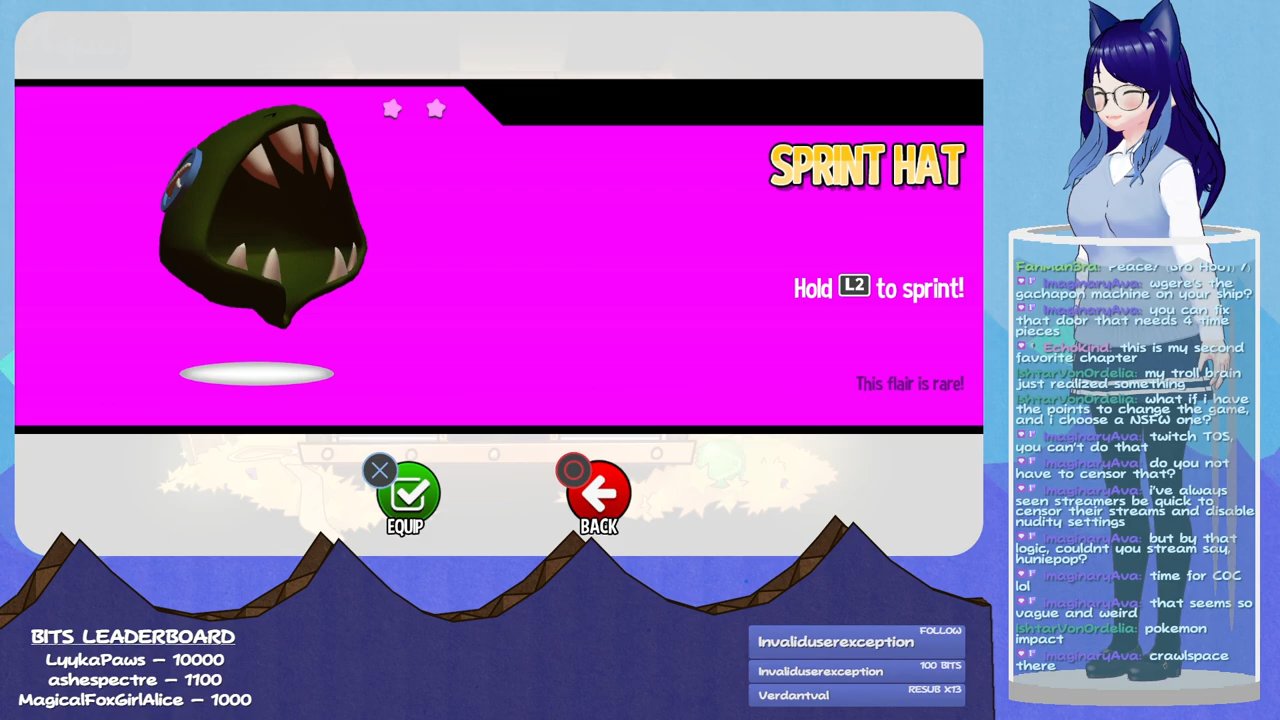 SPRINT HAT
Hold L2 to sprint!
This flair is rare!
EQUIP
BACK
BITS LEADERBOARD
LyykaPaws – 10000
ashespectre – 1100
MagicalFoxGirlAlice – 1000
FOLLOW
Invaliduserexception
100 BITS
Invaliduserexception
RESUB X13
Verdantval
FanMan3ra: Peace? (Bro Hoof) /)
ImaginaryAva: wgere's the
gachapon machine on your ship?
ImaginaryAva: you can fix
that door that needs 4 time
pieces
EchoKind: this is my second
favorite chapter
IshtarVonOrdelia: my troll brain
just realized something
IshtarVonOrdelia: what if i have
the points to change the game,
and i choose a NSFW one?
ImaginaryAva: twitch TOS,
you can't do that
ImaginaryAva: do you not
have to censor that?
ImaginaryAva: i've always
seen streamers be quick to
censor their streams and disable
nudity settings
ImaginaryAva: but by that
logic, couldnt you stream say,
huniepop?
ImaginaryAva: time for COC
lol
ImaginaryAva: that seems so
vague and weird
IshtarVonOrdelia: pokemon
impact
ImaginaryAva: crawlspace
there